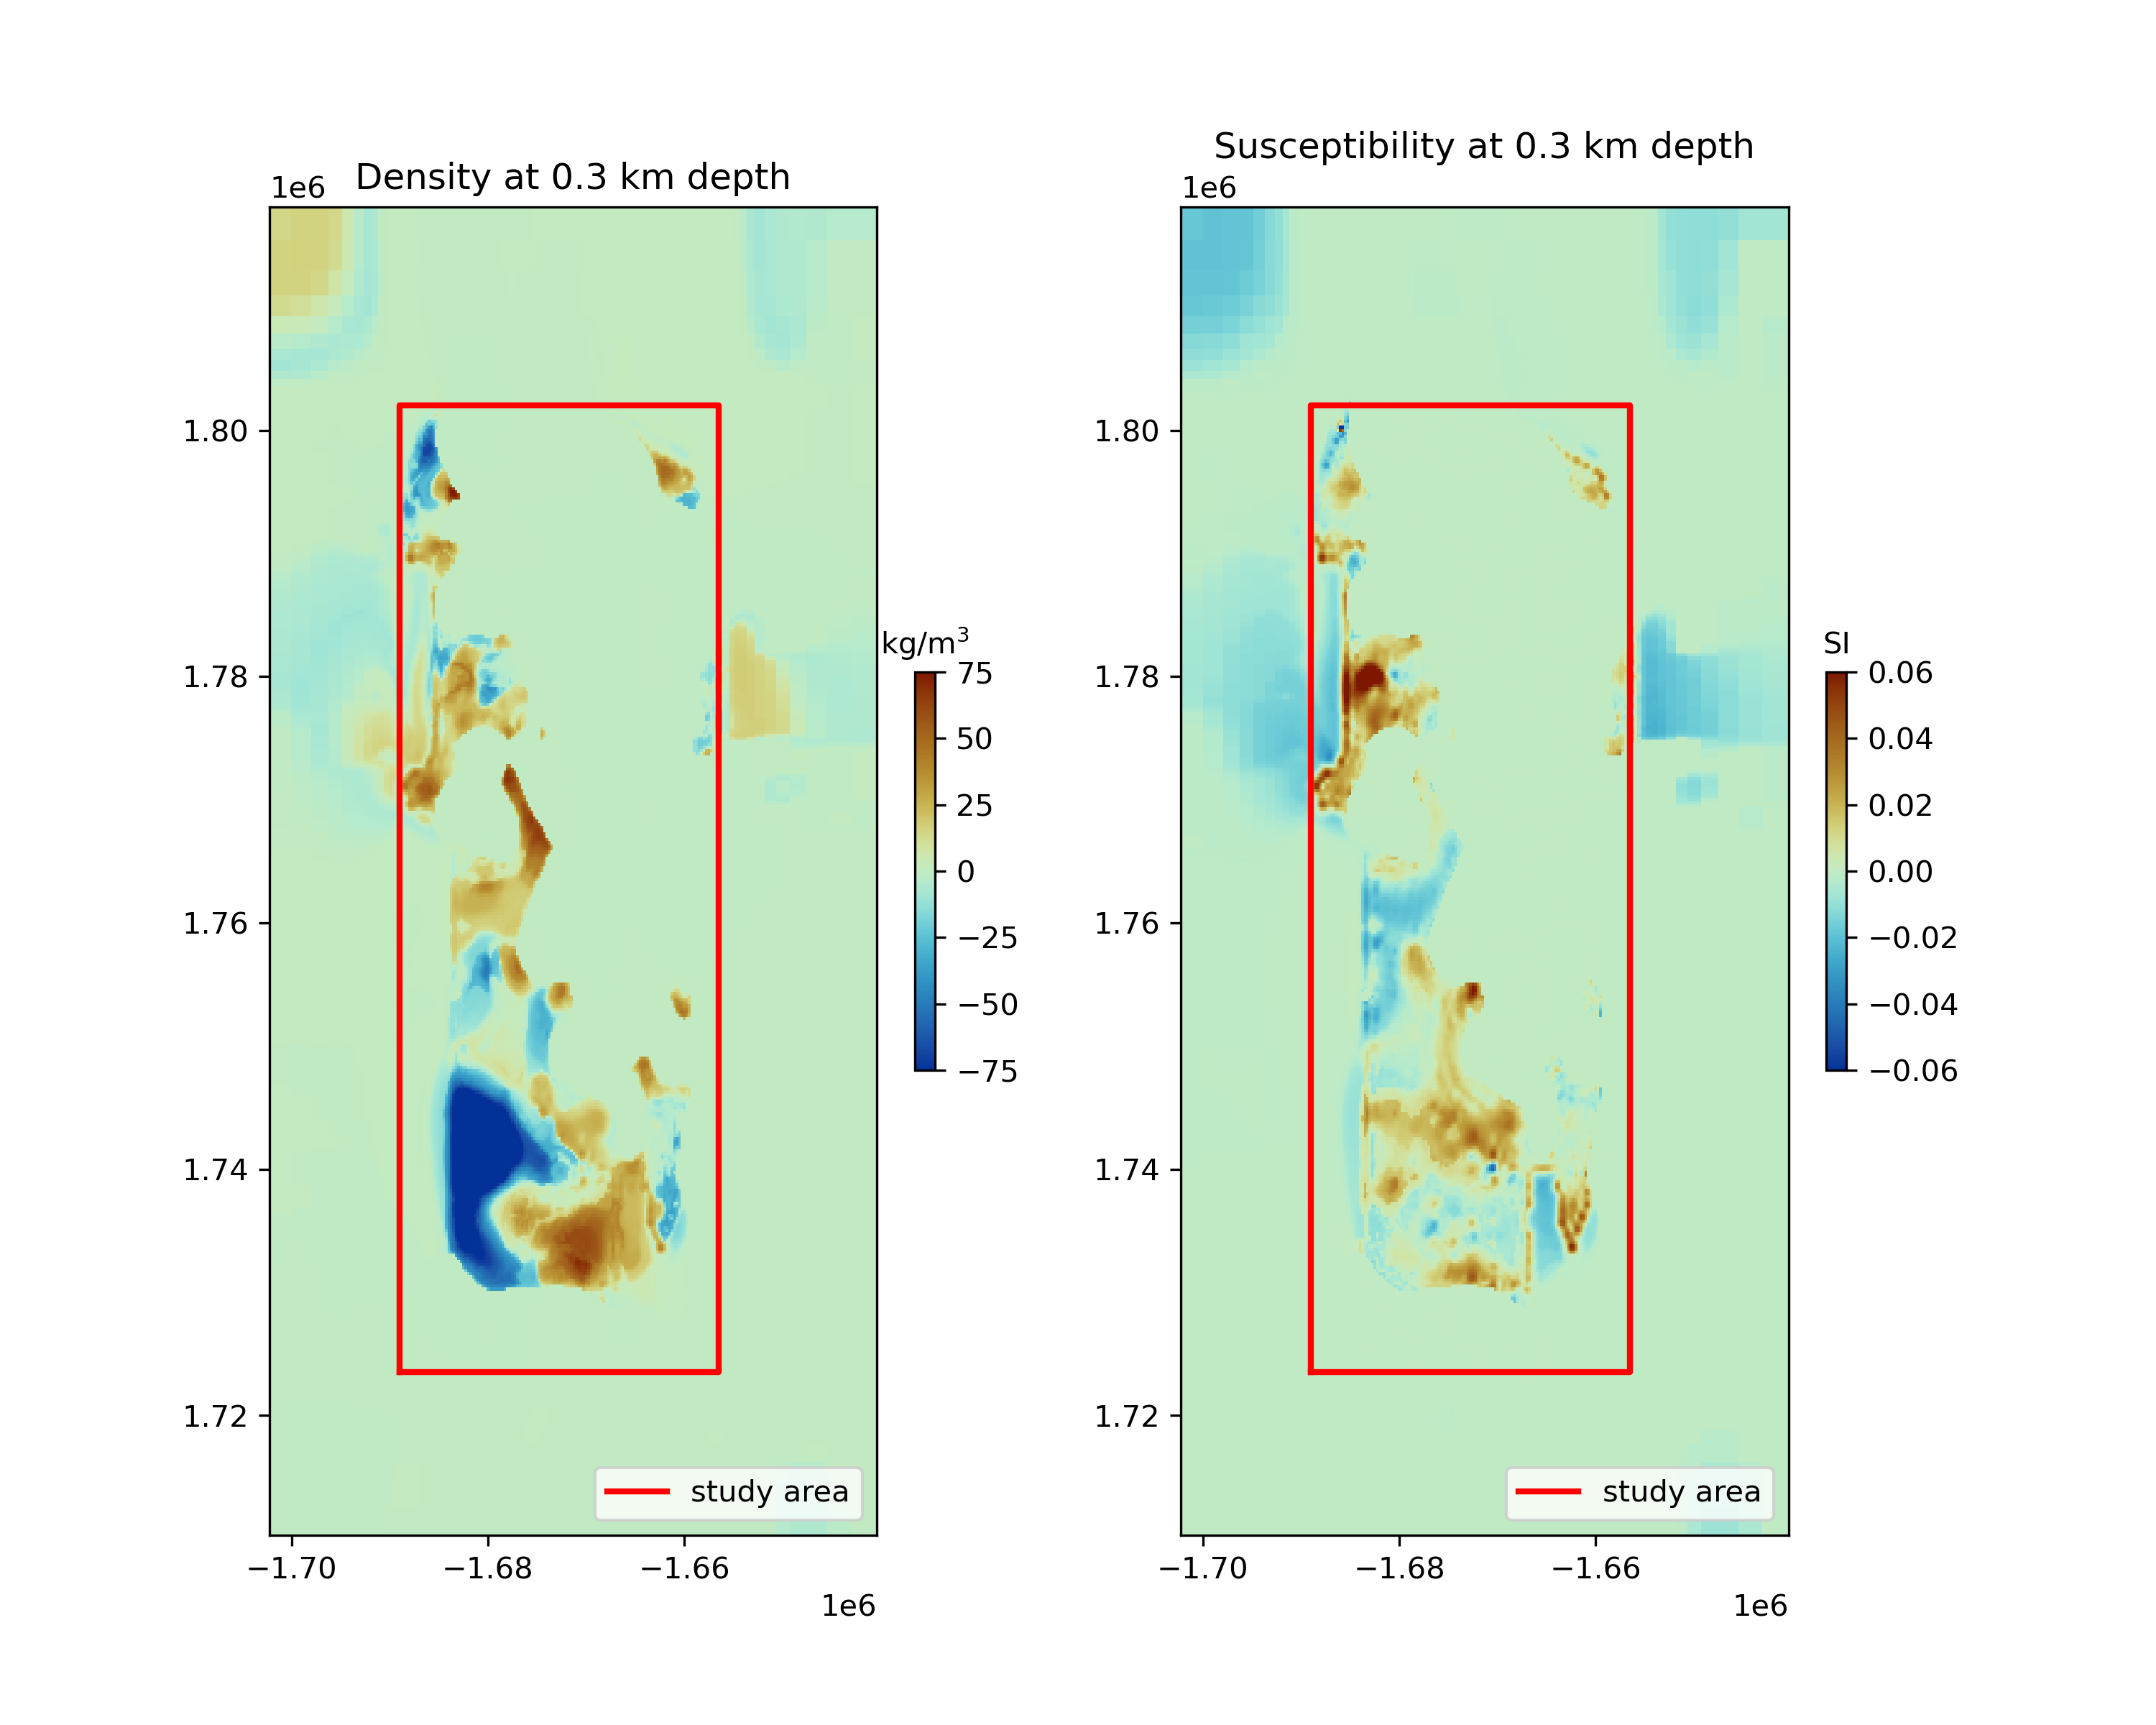 Density at 0.3 km depth
1e6
1.80
1.78
1.76
1.74
1.72
−1.70 −1.68 −1.66
1e6
study area
kg/m³
75
50
25
0
−25
−50
−75
Susceptibility at 0.3 km depth
1e6
1.80
1.78
1.76
1.74
1.72
−1.70 −1.68 −1.66
1e6
study area
SI
0.06
0.04
0.02
0.00
−0.02
−0.04
−0.06